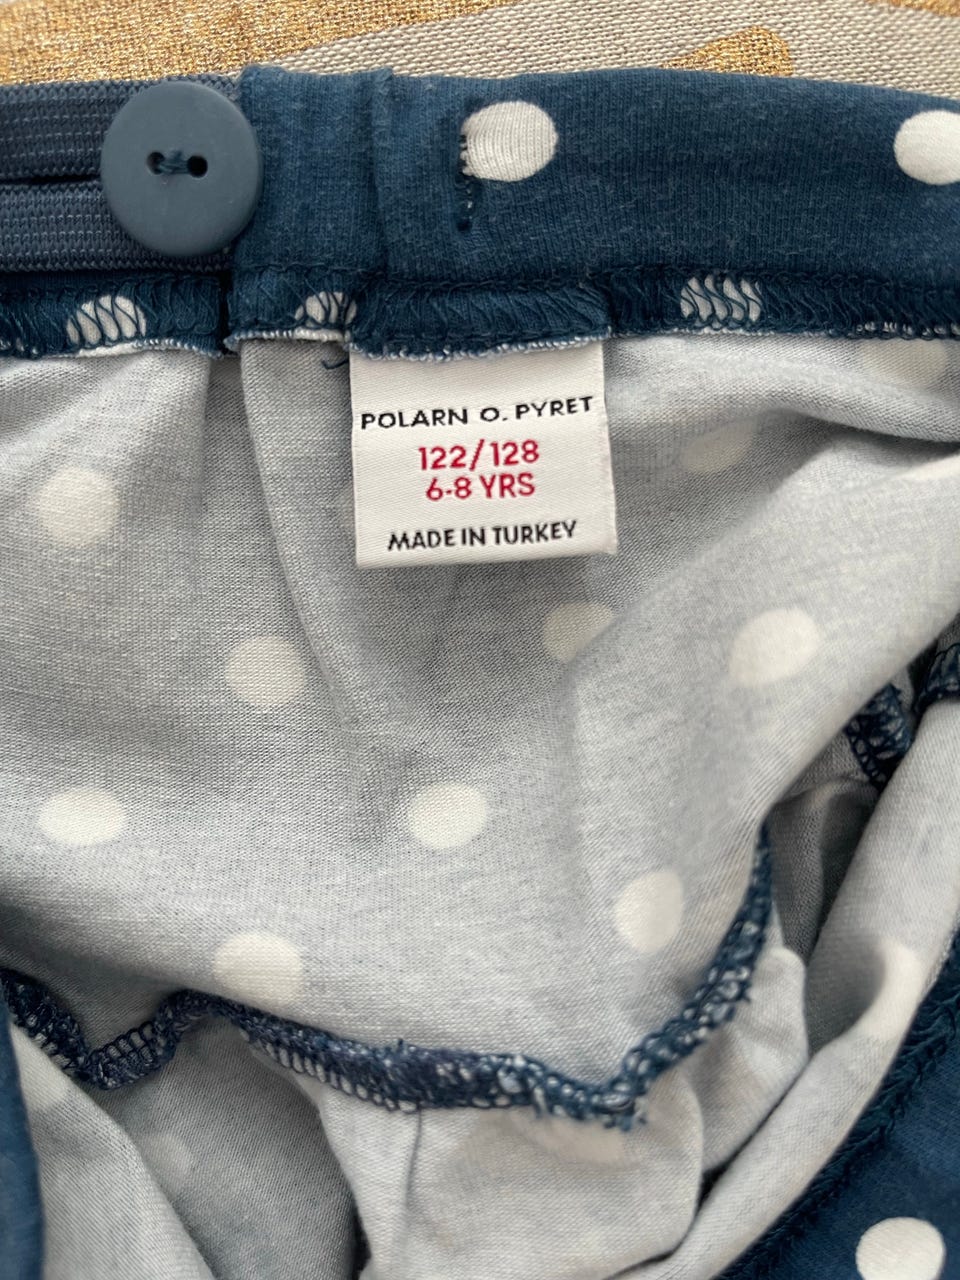 POLARN O. PYRET
122/128
6-8 YRS
MADE IN TURKEY